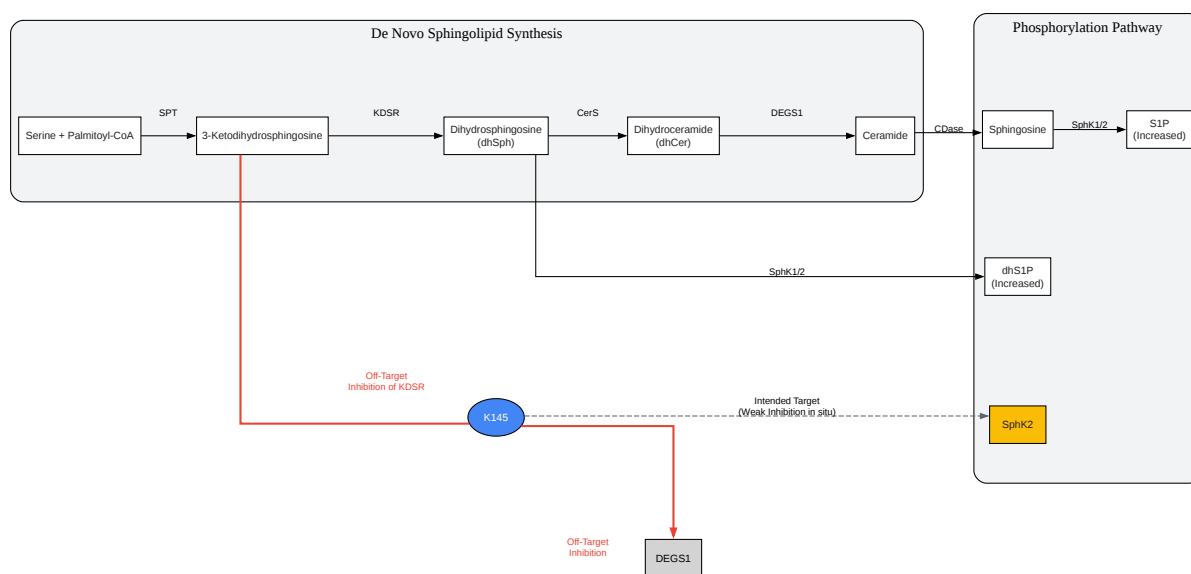 De Novo Sphingolipid Synthesis
Phosphorylation Pathway
SPT
KDSR
CerS
DEGS1
Serine + Palmitoyl-CoA
3-Ketodihydrosphingosine
Dihydrosphingosine
(dhSph)
Dihydroceramide
(dhCer)
Ceramide
CDase
Sphingosine
SphK1/2
S1P
(Increased)
SphK1/2
dhS1P
(Increased)
Off-Target
Inhibition of KDSR
K145
Intended Target
(Weak Inhibition in situ)
SphK2
Off-Target
Inhibition
DEGS1